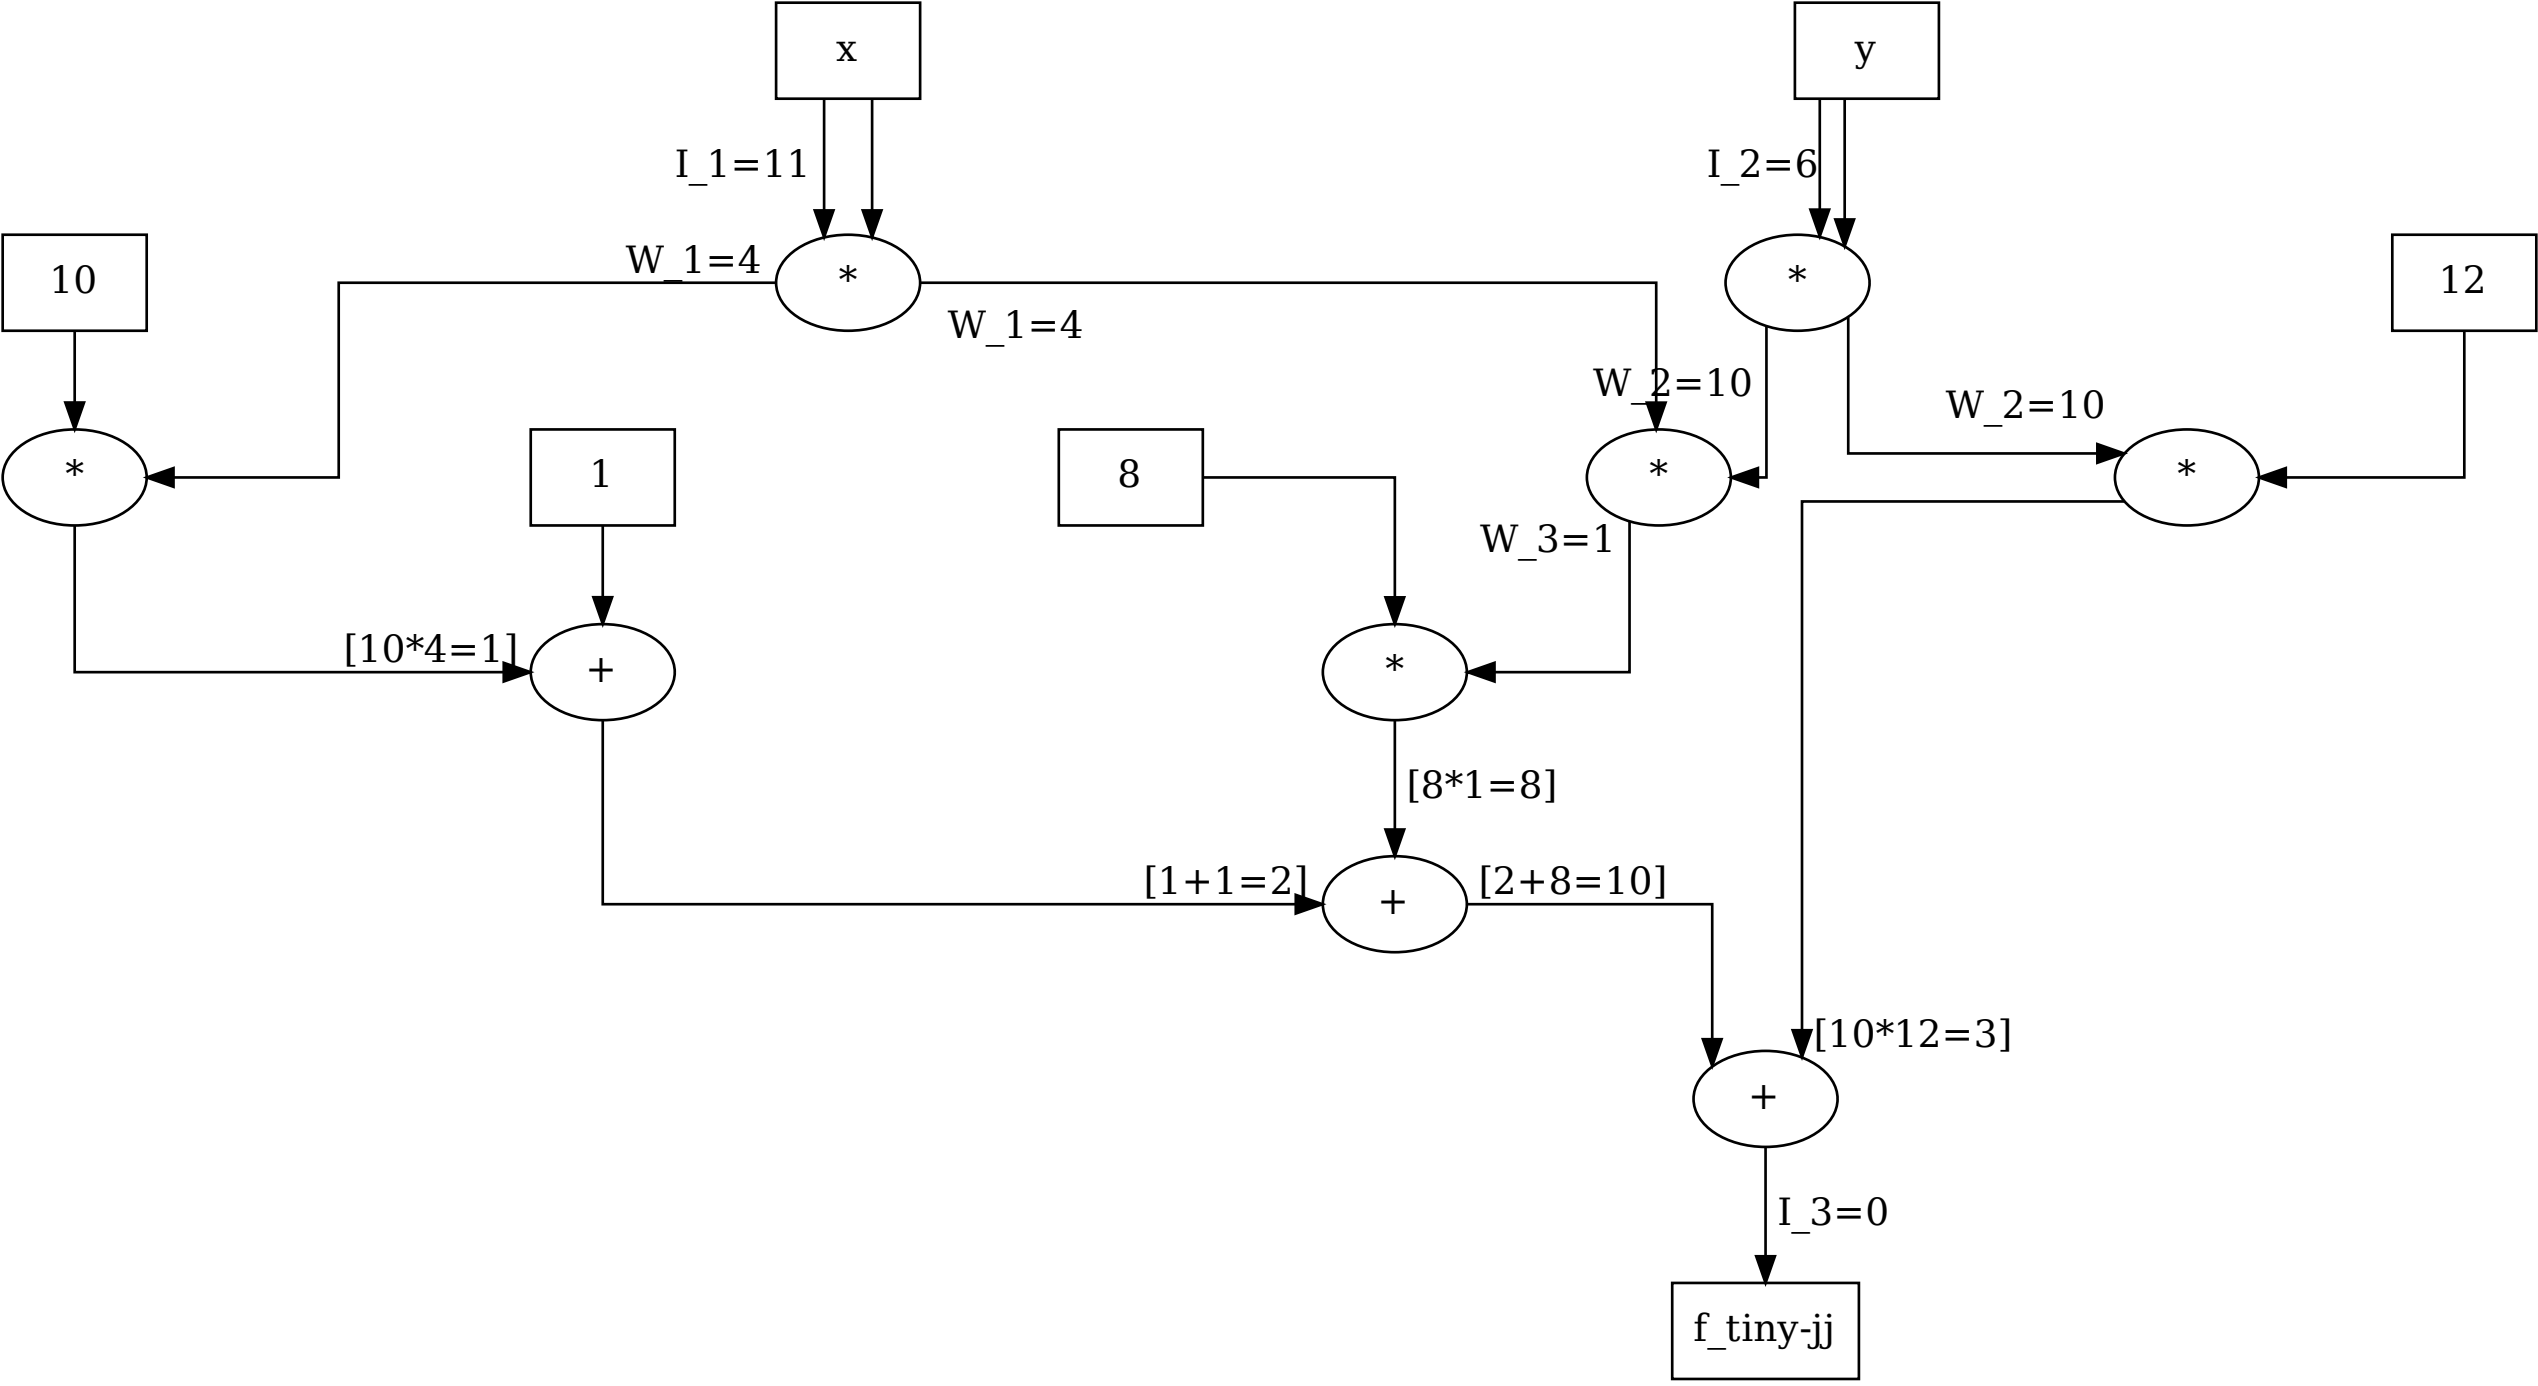 x
y
I_1=11
I_2=6
10
W_1=4
*
*
12
W_1=4
W_2=10
W_2=10
*
1
8
*
*
W_3=1
[10*4=1]
+
*
[8*1=8]
[1+1=2]
+
[2+8=10]
[10*12=3]
+
I_3=0
f_tiny-jj